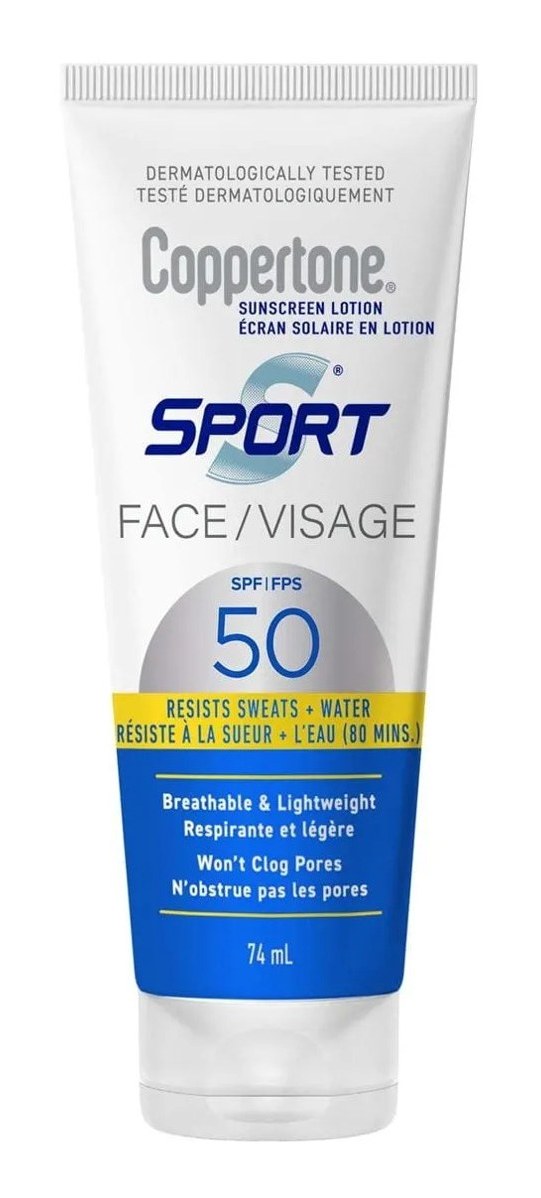 DERMATOLOGICALLY TESTED
TESTÉ DERMATOLOGIQUEMENT
Coppertone®
SUNSCREEN LOTION
ÉCRAN SOLAIRE EN LOTION
SPORT®
FACE/VISAGE
SPF|FPS
50
RESISTS SWEATS + WATER
RÉSISTE À LA SUEUR + L'EAU (80 MINS.)
Breathable & Lightweight
Respirante et légère
Won't Clog Pores
N'obstrue pas les pores
74 mL